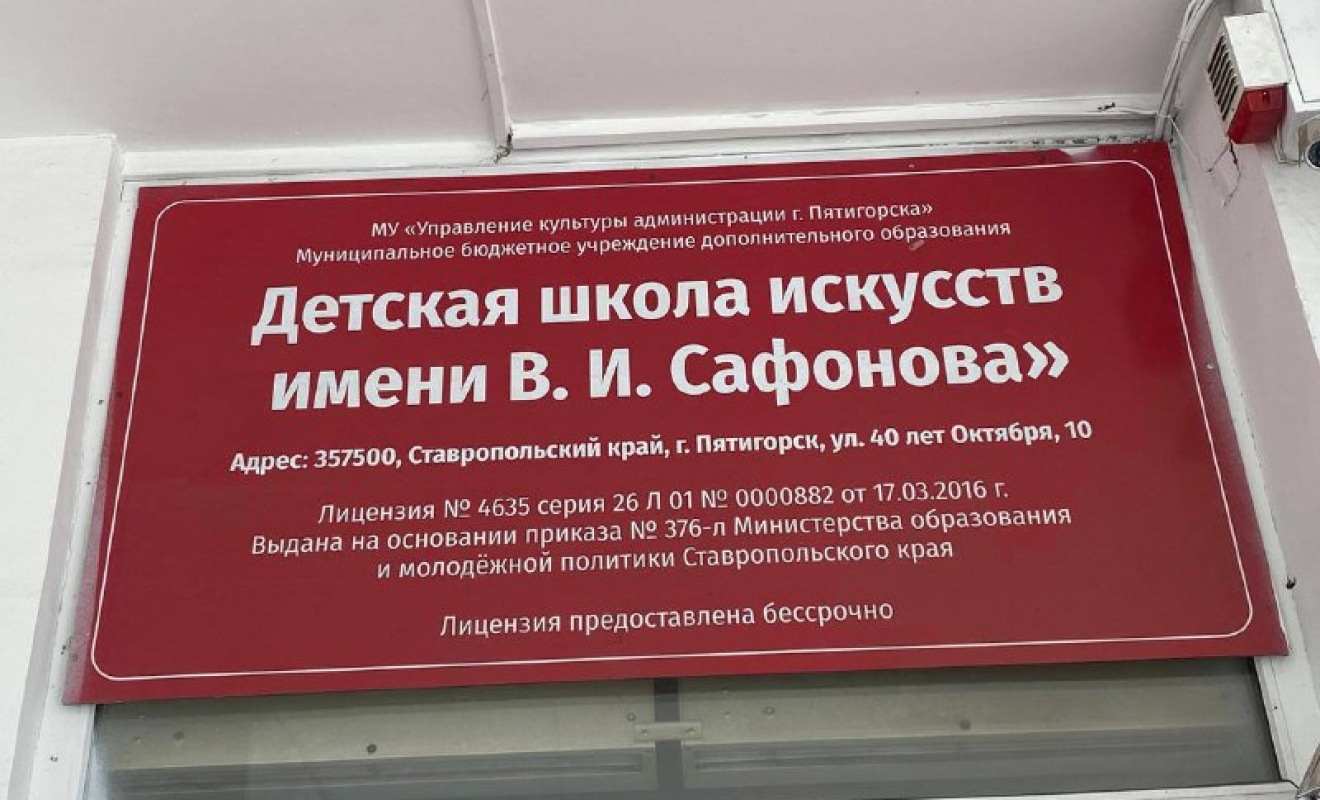 МУ «Управление культуры администрации г. Пятигорска»
Муниципальное бюджетное учреждение дополнительного образования
Детская школа искусств
имени В. И. Сафонова»
Адрес: 357500, Ставропольский край, г. Пятигорск, ул. 40 лет Октября, 10
Лицензия № 4635 серия 26 Л 01 № 0000882 от 17.03.2016 г.
Выдана на основании приказа № 376-л Министерства образования
и молодёжной политики Ставропольского края
Лицензия предоставлена бессрочно